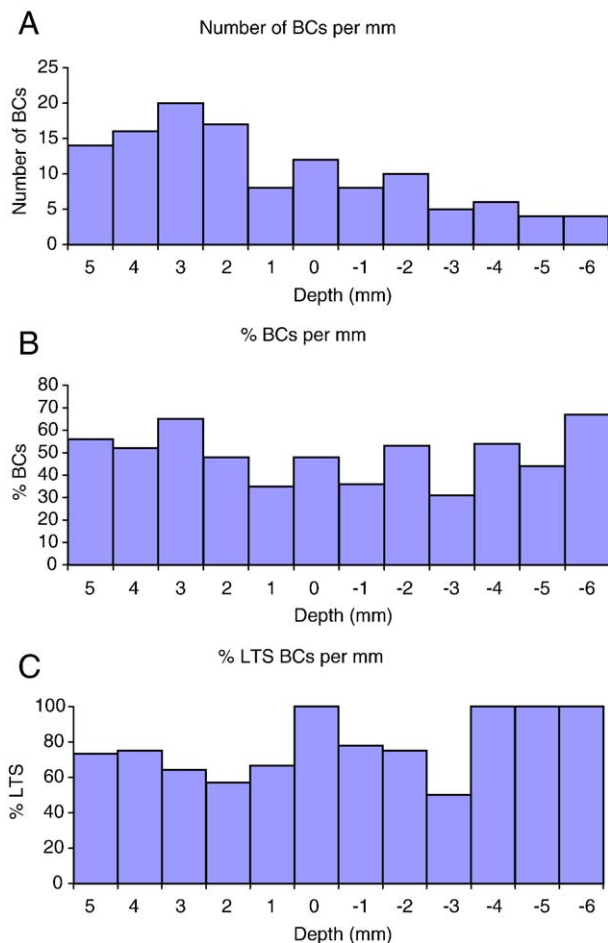 A
Number of BCs per mm
25
20
15
10
5
0
Number of BCs
5 4 3 2 1 0 -1 -2 -3 -4 -5 -6
Depth (mm)
B
% BCs per mm
80
70
60
50
40
30
20
10
0
% BCs
5 4 3 2 1 0 -1 -2 -3 -4 -5 -6
Depth (mm)
C
% LTS BCs per mm
100
80
60
40
20
0
% LTS
5 4 3 2 1 0 -1 -2 -3 -4 -5 -6
Depth (mm)